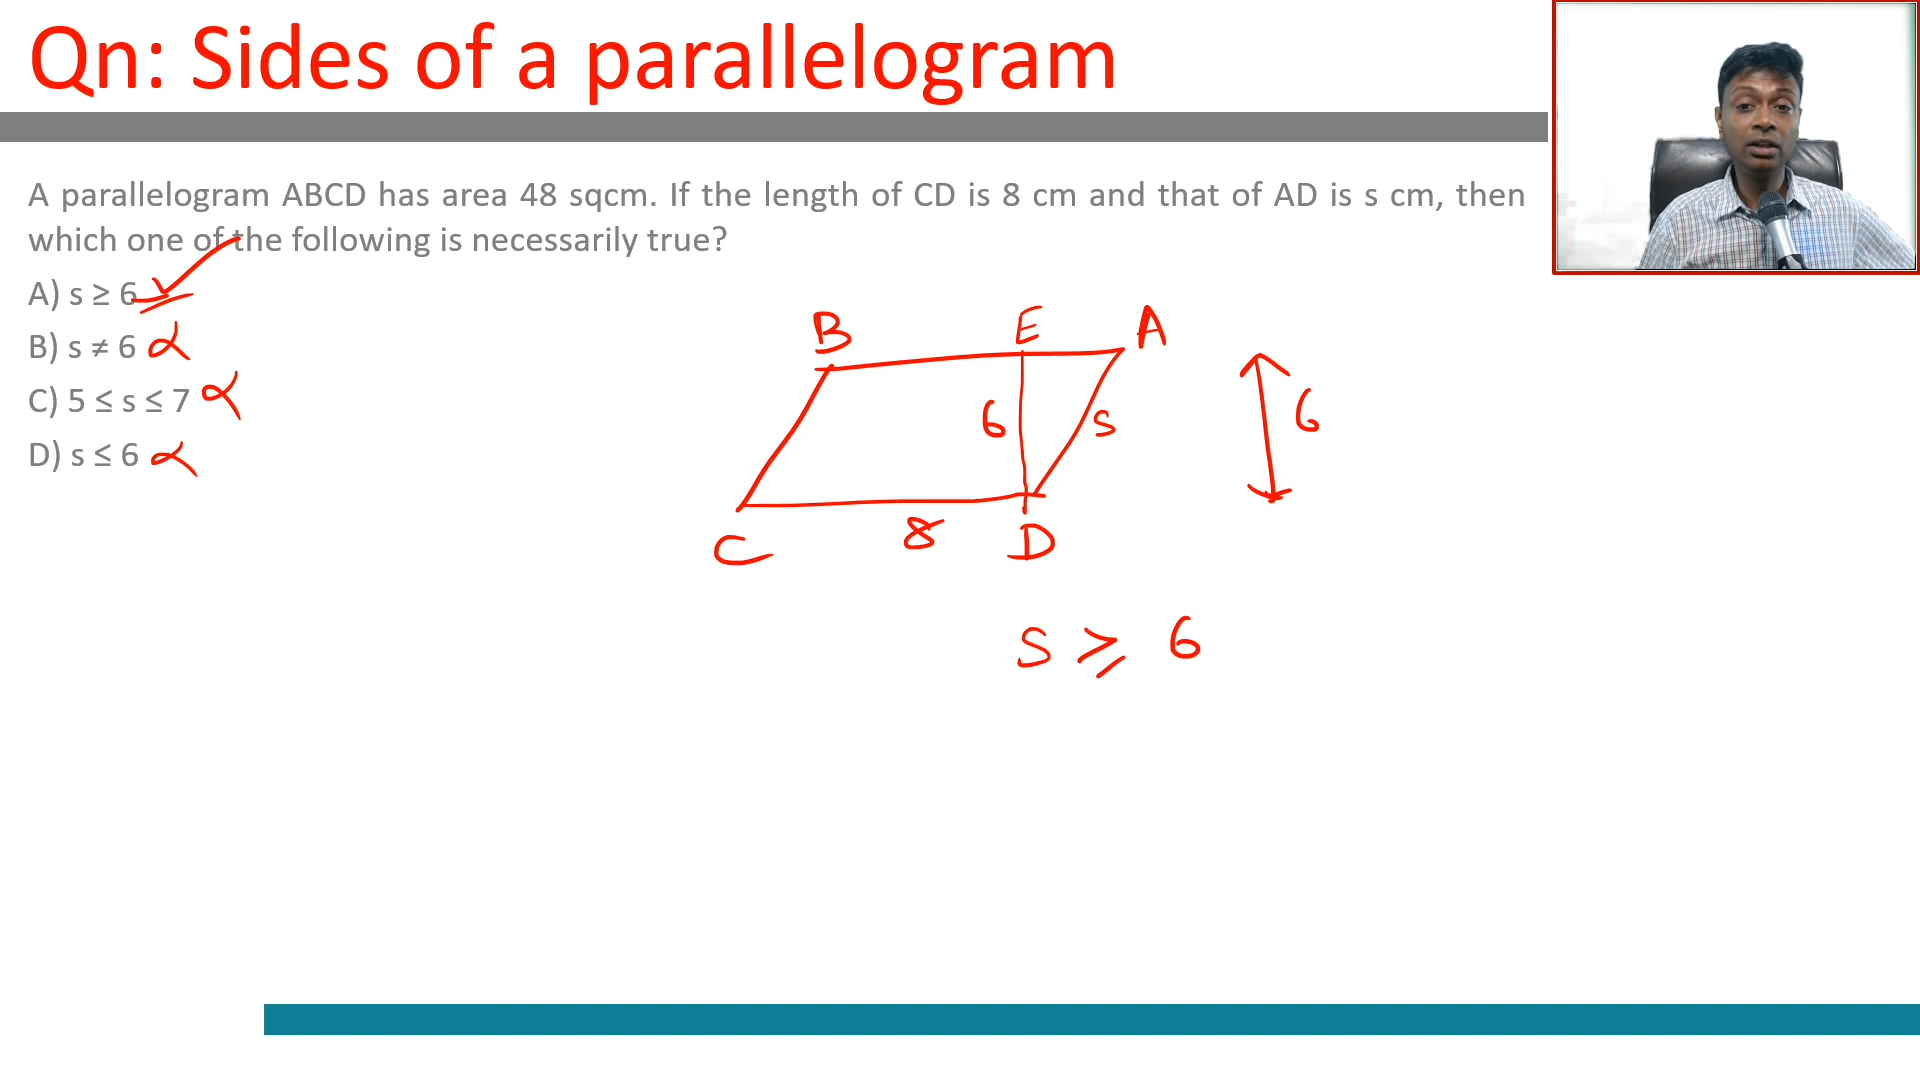 Qn: Sides of a parallelogram
A parallelogram ABCD has area 48 sqcm. If the length of CD is 8 cm and that of AD is s cm, then
which one of the following is necessarily true?
A) s ≥ 6
B) s ≠ 6
C) 5 ≤ s ≤ 7
D) s ≤ 6
B E A
6 s 6
C 8 D
s ≥ 6